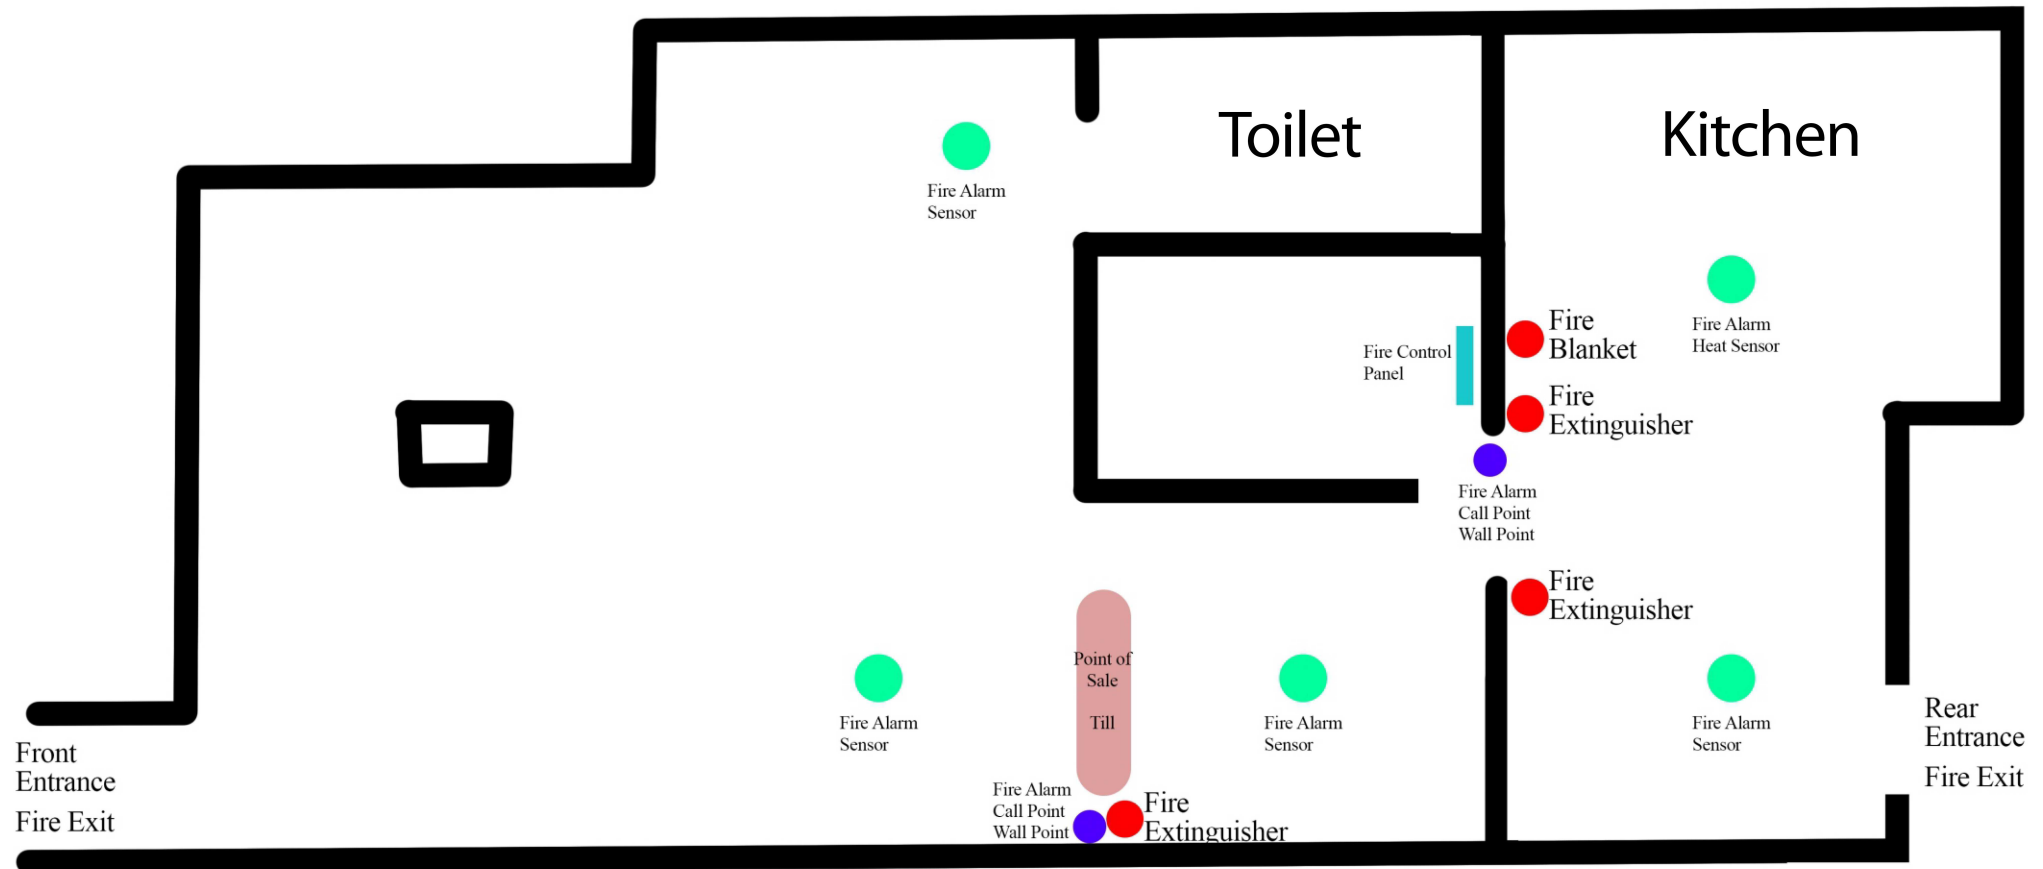 Toilet
Kitchen
Fire Alarm
Sensor
Fire Alarm
Heat Sensor
Fire
Blanket
Fire Control
Panel
Fire
Extinguisher
Fire Alarm
Call Point
Wall Point
Fire
Extinguisher
Point of
Sale
Till
Fire Alarm
Sensor
Fire Alarm
Sensor
Fire Alarm
Sensor
Front
Entrance
Fire Exit
Rear
Entrance
Fire Exit
Fire Alarm
Call Point
Wall Point
Fire
Extinguisher